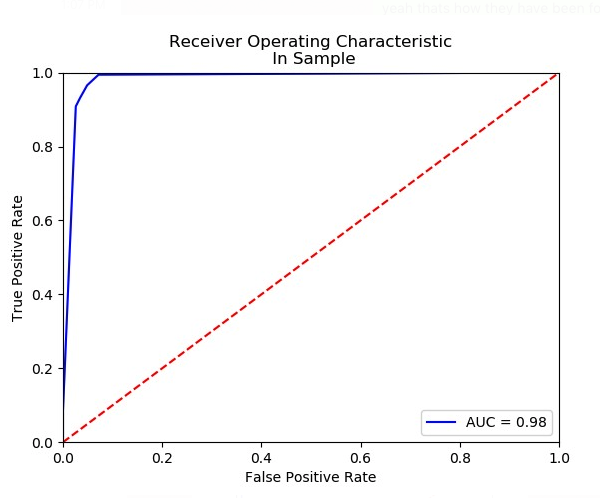 yeah thats how they have been fo
Receiver Operating Characteristic
In Sample
1.0
0.8
0.6
0.4
0.2
0.0
True Positive Rate
AUC = 0.98
0.0 0.2 0.4 0.6 0.8 1.0
False Positive Rate